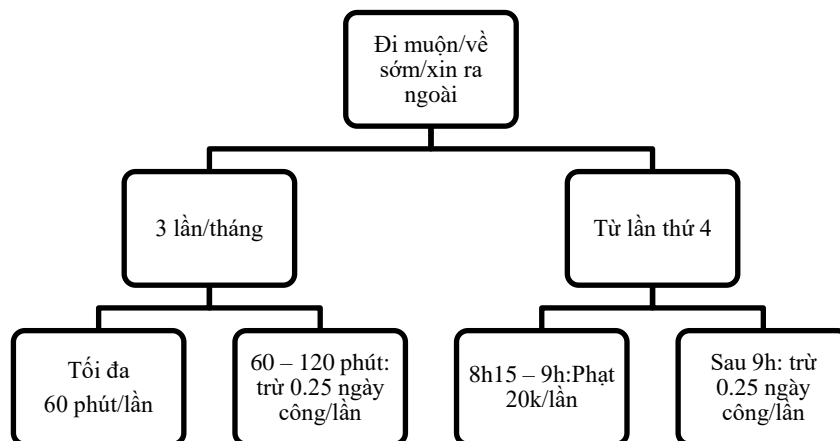 Đi muộn/về
sớm/xin ra
ngoài
3 lần/tháng
Từ lần thứ 4
Tối đa
60 phút/lần
60 – 120 phút:
trừ 0.25 ngày
công/lần
8h15 – 9h:Phạt
20k/lần
Sau 9h: trừ
0.25 ngày
công/lần